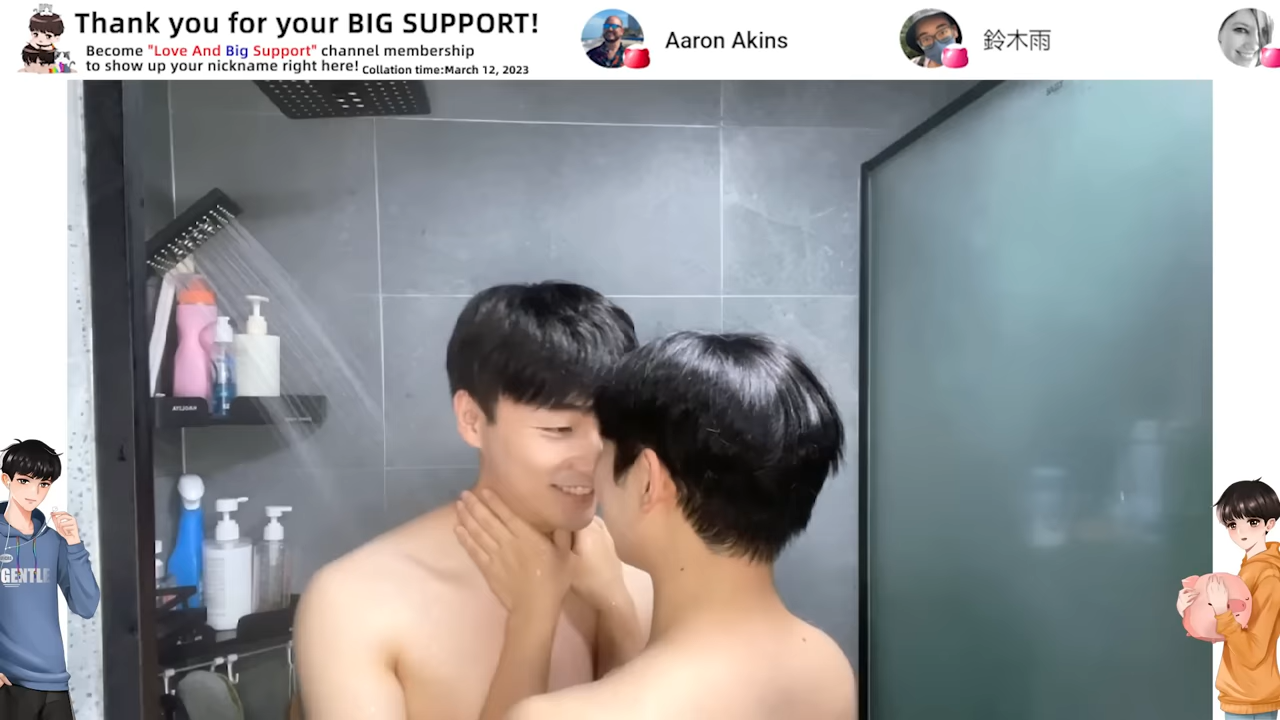 Thank you for your BIG SUPPORT!
Become "Love And Big Support" channel membership
to show up your nickname right here! Collation time:March 12, 2023
Aaron Akins
鈴木雨
GENTLE